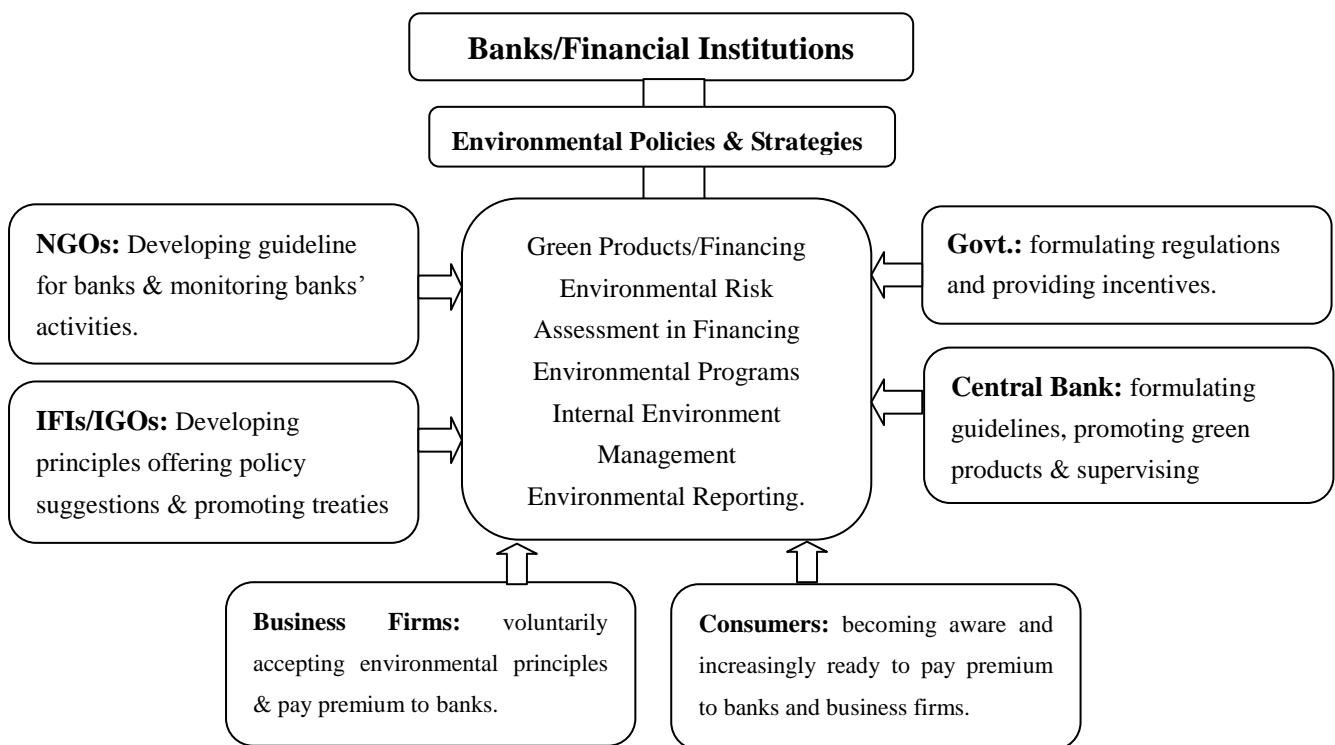 Banks/Financial Institutions
Environmental Policies & Strategies
NGOs: Developing guideline
for banks & monitoring banks’
activities.
IFIs/IGOs: Developing
principles offering policy
suggestions & promoting treaties
Green Products/Financing
Environmental Risk
Assessment in Financing
Environmental Programs
Internal Environment
Management
Environmental Reporting.
Govt.: formulating regulations
and providing incentives.
Central Bank: formulating
guidelines, promoting green
products & supervising
Business Firms: voluntarily
accepting environmental principles
& pay premium to banks.
Consumers: becoming aware and
increasingly ready to pay premium
to banks and business firms.